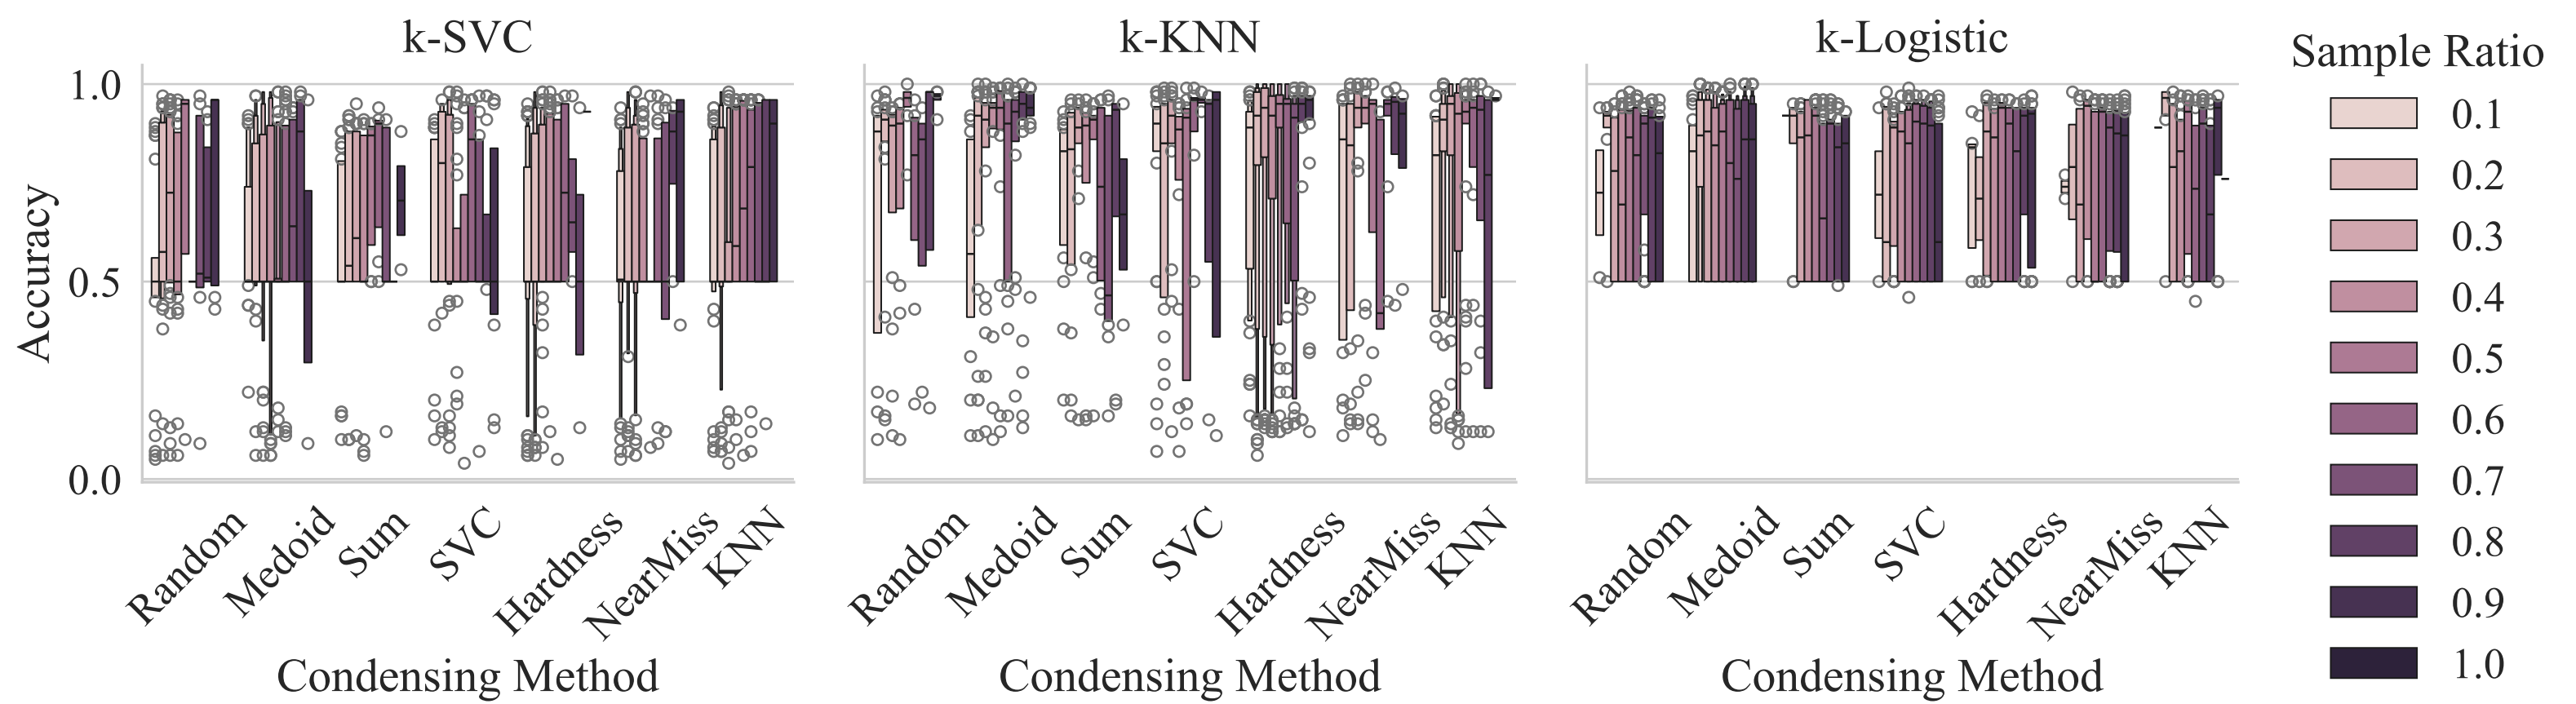 k-SVC
k-KNN
k-Logistic
Accuracy
1.0
0.5
0.0
Random
Medoid
Sum
SVC
Hardness
NearMiss
KNN
Condensing Method
Random
Medoid
Sum
SVC
Hardness
NearMiss
KNN
Condensing Method
Random
Medoid
Sum
SVC
Hardness
NearMiss
KNN
Condensing Method
Sample Ratio
0.1
0.2
0.3
0.4
0.5
0.6
0.7
0.8
0.9
1.0